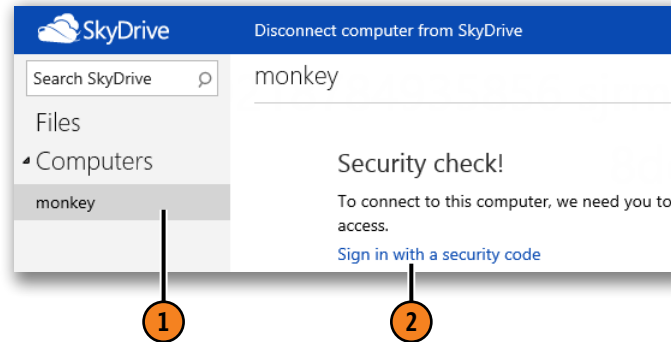 SkyDrive
Disconnect computer from SkyDrive
Search SkyDrive
monkey
Files
Computers
monkey
Security check!
To connect to this computer, we need you to
access.
Sign in with a security code
1
2